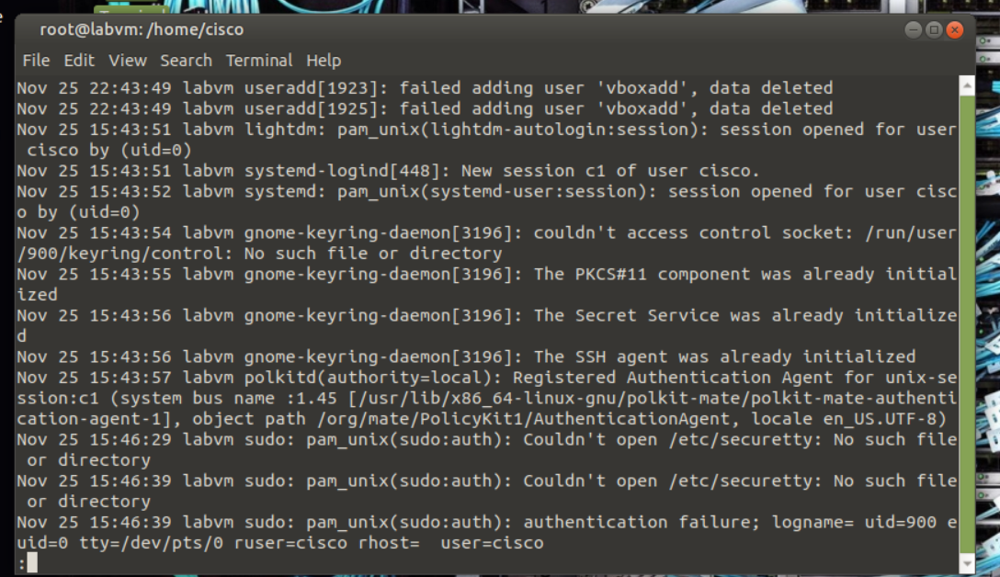 root@labvm: /home/cisco
File Edit View Search Terminal Help
Nov 25 22:43:49 labvm useradd[1923]: failed adding user 'vboxadd', data deleted
Nov 25 22:43:49 labvm useradd[1925]: failed adding user 'vboxadd', data deleted
Nov 25 15:43:51 labvm lightdm: pam_unix(lightdm-autologin:session): session opened for user
 cisco by (uid=0)
Nov 25 15:43:51 labvm systemd-logind[448]: New session c1 of user cisco.
Nov 25 15:43:52 labvm systemd: pam_unix(systemd-user:session): session opened for user cisc
o by (uid=0)
Nov 25 15:43:54 labvm gnome-keyring-daemon[3196]: couldn't access control socket: /run/user
/900/keyring/control: No such file or directory
Nov 25 15:43:55 labvm gnome-keyring-daemon[3196]: The PKCS#11 component was already initial
ized
Nov 25 15:43:56 labvm gnome-keyring-daemon[3196]: The Secret Service was already initialize
d
Nov 25 15:43:56 labvm gnome-keyring-daemon[3196]: The SSH agent was already initialized
Nov 25 15:43:57 labvm polkitd(authority=local): Registered Authentication Agent for unix-se
ssion:c1 (system bus name :1.45 [/usr/lib/x86_64-linux-gnu/polkit-mate/polkit-mate-authenti
cation-agent-1], object path /org/mate/PolicyKit1/AuthenticationAgent, locale en_US.UTF-8)
Nov 25 15:46:29 labvm sudo: pam_unix(sudo:auth): Couldn't open /etc/securetty: No such file
 or directory
Nov 25 15:46:39 labvm sudo: pam_unix(sudo:auth): Couldn't open /etc/securetty: No such file
 or directory
Nov 25 15:46:39 labvm sudo: pam_unix(sudo:auth): authentication failure; logname= uid=900 e
uid=0 tty=/dev/pts/0 ruser=cisco rhost=  user=cisco
: